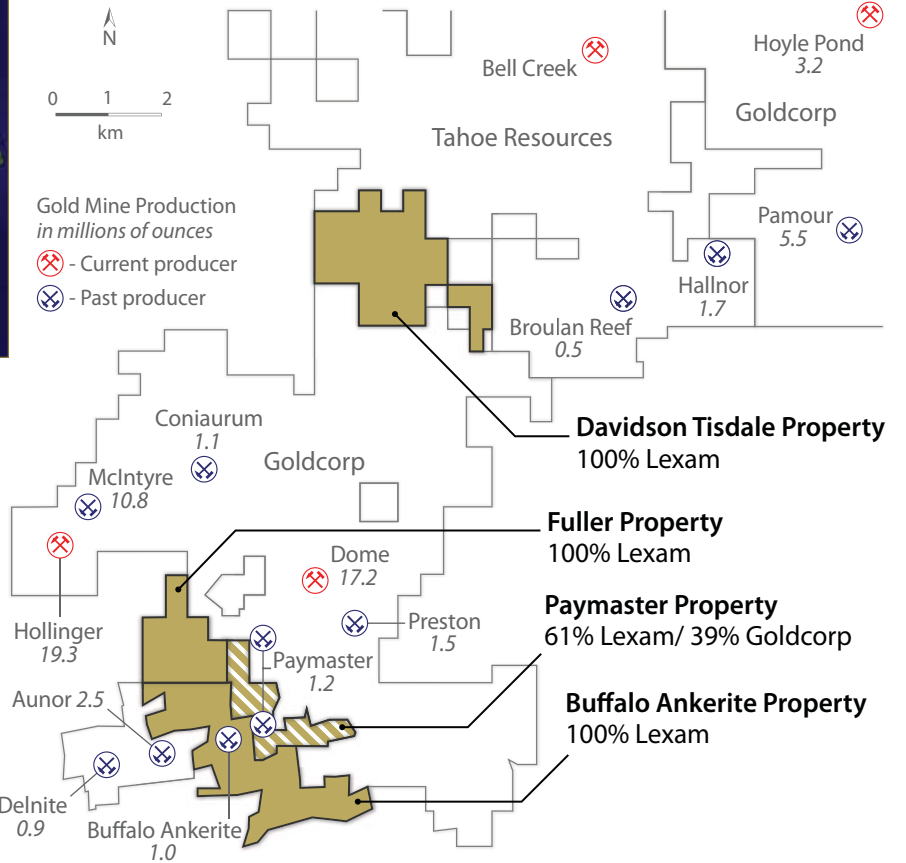 N
0 1 2
km
Gold Mine Production
in millions of ounces
- Current producer
- Past producer
Bell Creek
Hoyle Pond
3.2
Goldcorp
Tahoe Resources
Pamour
5.5
Hallnor
1.7
Broulan Reef
0.5
Davidson Tisdale Property
100% Lexam
Coniaurum
1.1
Goldcorp
McIntyre
10.8
Fuller Property
100% Lexam
Dome
17.2
Paymaster Property
61% Lexam/ 39% Goldcorp
Hollinger
19.3
Preston
1.5
Paymaster
1.2
Aunor 2.5
Buffalo Ankerite Property
100% Lexam
Delnite
0.9
Buffalo Ankerite
1.0